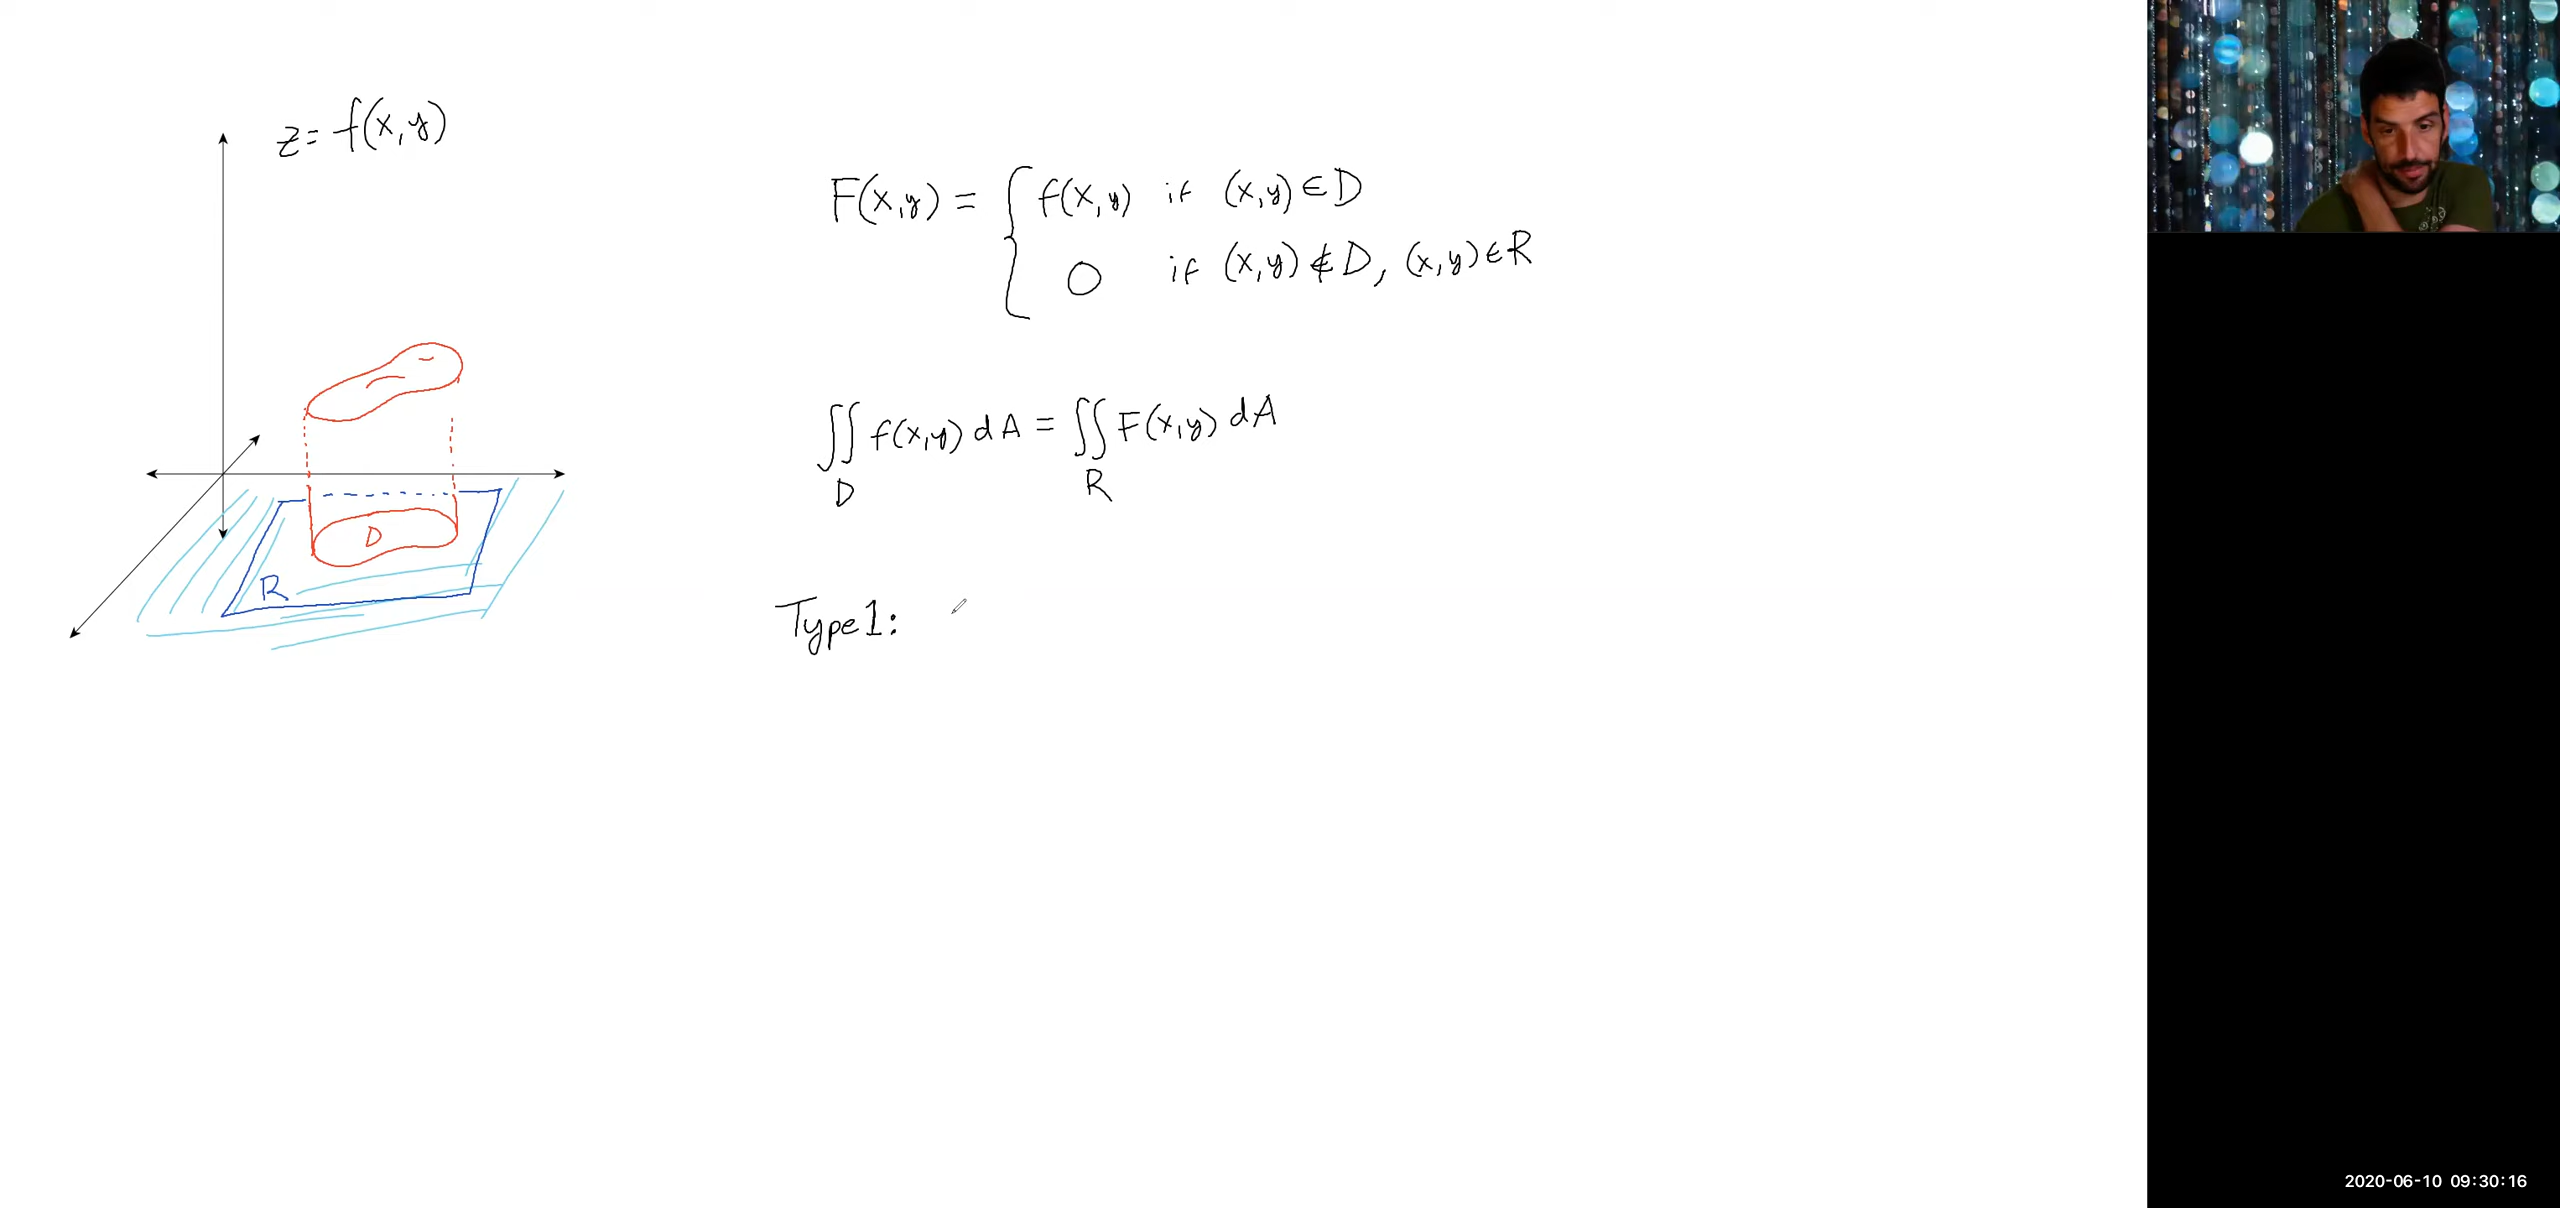 z = f(x,y)
F(x,y) = { f(x,y) if (x,y) ∈ D
0 if (x,y) ∉ D, (x,y) ∈ R
∬ f(x,y) dA = ∬ F(x,y) dA
D R
D
R
Type 1:
2020-06-10 09:30:16